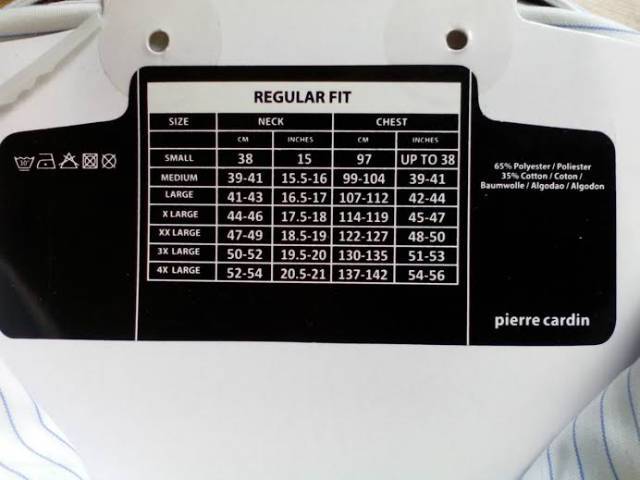 REGULAR FIT
SIZE NECK CHEST
CM INCHES CM INCHES
SMALL 38 15 97 UP TO 38
MEDIUM 39-41 15.5-16 99-104 39-41
LARGE 41-43 16.5-17 107-112 42-44
X LARGE 44-46 17.5-18 114-119 45-47
XX LARGE 47-49 18.5-19 122-127 48-50
3X LARGE 50-52 19.5-20 130-135 51-53
4X LARGE 52-54 20.5-21 137-142 54-56
65% Polyester / Poliester
35% Cotton / Coton /
Baumwolle / Algodao / Algodon
pierre cardin